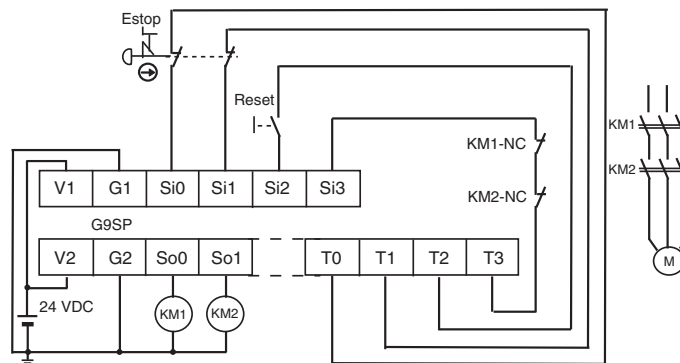 Estop
Reset
KM1-NC
KM2-NC
KM1
KM2
V1 G1 Si0 Si1 Si2 Si3
G9SP
V2 G2 So0 So1 T0 T1 T2 T3
M
24 VDC
KM1 KM2